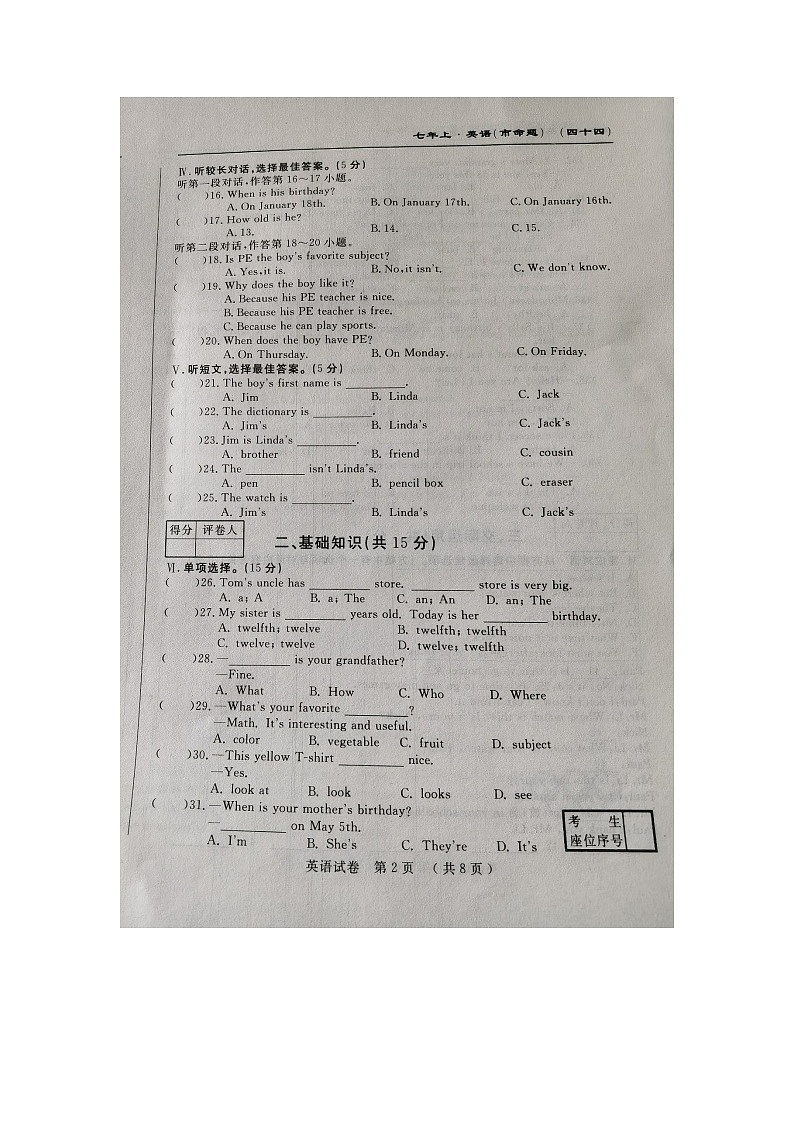 七年上·英语(市命题) (四十四)
Ⅳ.听较长对话,选择最佳答案。(5分)
听第一段对话,作答第16~17小题。
( )16. When is his birthday?
A. On January 18th. B. On January 17th. C. On January 16th.
( )17. How old is he?
A. 13. B. 14. C. 15.
听第二段对话,作答第18~20小题。
( )18. Is PE the boy's favorite subject?
A. Yes,it is. B. No,it isn't. C. We don't know.
( )19. Why does the boy like it?
A. Because his PE teacher is nice.
B. Because his PE teacher is free.
C. Because he can play sports.
( )20. When does the boy have PE?
A. On Thursday. B. On Monday. C. On Friday.
Ⅴ.听短文,选择最佳答案。(5分)
( )21. The boy's first name is __________.
A. Jim B. Linda C. Jack
( )22. The dictionary is __________.
A. Jim's B. Linda's C. Jack's
( )23. Jim is Linda's __________.
A. brother B. friend C. cousin
( )24. The __________ isn't Linda's.
A. pen B. pencil box C. eraser
( )25. The watch is __________.
A. Jim's B. Linda's C. Jack's
得分 评卷人
二、基础知识(共15分)
Ⅵ.单项选择。(15分)
( )26. Tom's uncle has __________ store. __________ store is very big.
A. a; A B. a; The C. an; An D. an; The
( )27. My sister is __________ years old. Today is her __________ birthday.
A. twelfth; twelve B. twelfth; twelfth
C. twelve; twelve D. twelve; twelfth
( )28. —__________ is your grandfather?
—Fine.
A. What B. How C. Who D. Where
( )29. —What's your favorite __________?
—Math. It's interesting and useful.
A. color B. vegetable C. fruit D. subject
( )30. —This yellow T-shirt __________ nice.
—Yes.
A. look at B. look C. looks D. see
( )31. —When is your mother's birthday?
—__________ on May 5th.
A. I'm B. She's C. They're D. It's
考 生
座位序号
英语试卷 第2页 (共8页)